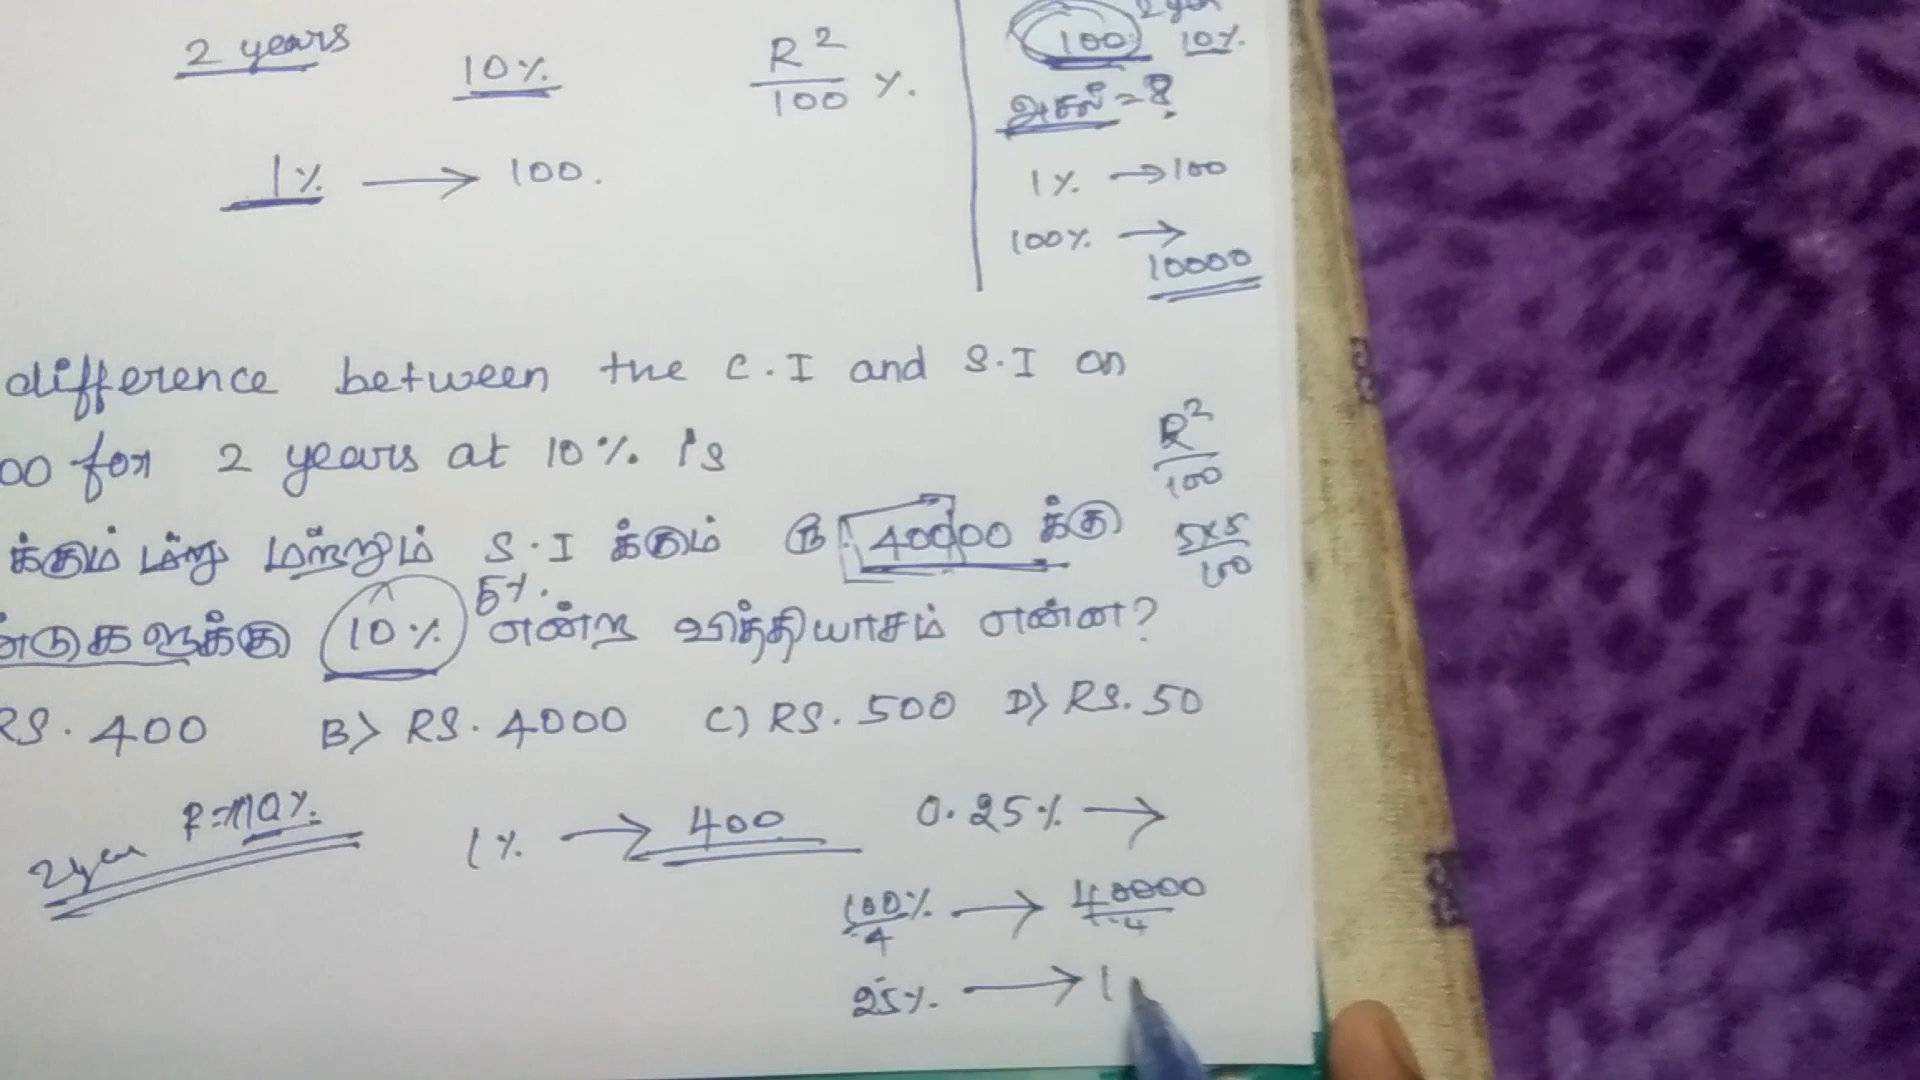 2 years 10% R²/100 %.
1% → 100.
100 10%
அசல் = ?
1% → 100
100% →
10000
difference between the C.I and S.I on
00 for 2 years at 10% is
R²/100
க்கும் மற்றும் S.I க்கும் ரூ. 40000 க்கு
5×5/100
5%.
ண்டுகளுக்கு 10% என்ற வித்தியாசம் என்ன?
RS. 400 B) RS. 4000 C) RS. 500 D) RS. 50
R = 10%.
2 year
1% → 400 0.25% →
100%/4 → 40000/4
25% → 1